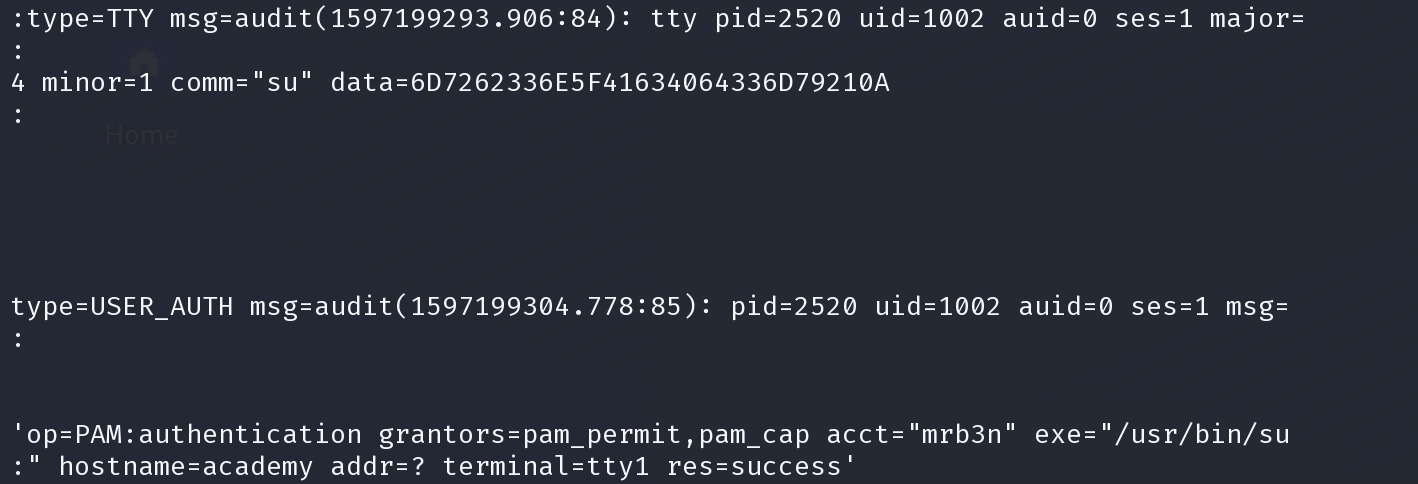 :type=TTY msg=audit(1597199293.906:84): tty pid=2520 uid=1002 auid=0 ses=1 major=
:
4 minor=1 comm="su" data=6D7262336E5F41634064336D79210A
:
Home
type=USER_AUTH msg=audit(1597199304.778:85): pid=2520 uid=1002 auid=0 ses=1 msg=
:
'op=PAM:authentication grantors=pam_permit,pam_cap acct="mrb3n" exe="/usr/bin/su
:" hostname=academy addr=? terminal=tty1 res=success'